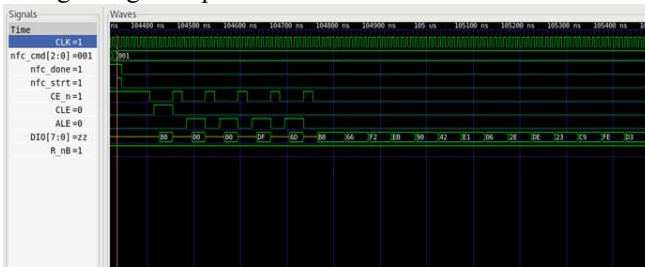 Signals
Waves
Time
ns 104400 ns 104500 ns 104600 ns 104700 ns 104800 ns 104900 ns 105 us 105100 ns 105200 ns 105300 ns 105400 ns
CLK=1
nfc_cmd[2:0]=001 001
nfc_done=1
nfc_strt=1
CE_n=1
CLE=0
ALE=0
DIO[7:0]=zz 80 00 00 DF 6D B8 66 F2 EB 90 42 E1 06 2E DE 23 C9 FE D3
R_nB=1